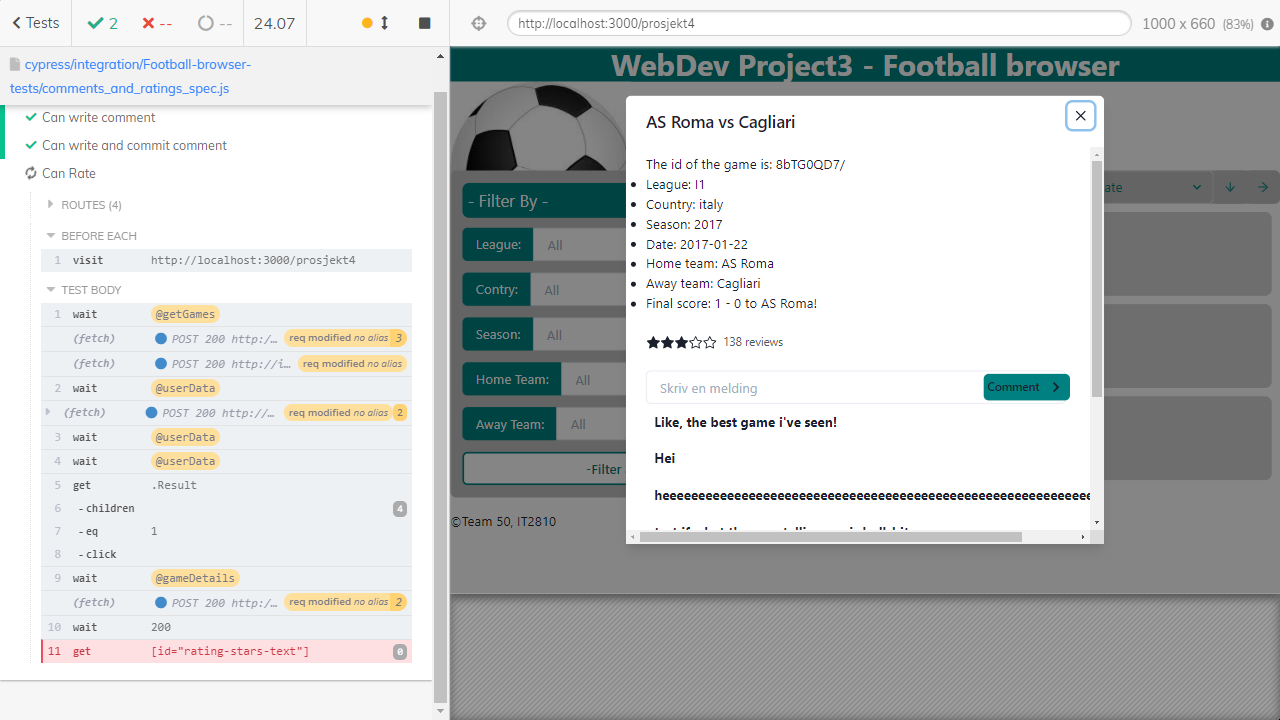 Tests
2
--
--
24.07
http://localhost:3000/prosjekt4
1000 x 660 (83%)
cypress/integration/Football-browser-
tests/comments_and_ratings_spec.js
Can write comment
Can write and commit comment
Can Rate
ROUTES (4)
BEFORE EACH
1 visit http://localhost:3000/prosjekt4
TEST BODY
1 wait @getGames
(fetch) POST 200 http:/... req modified no alias 3
(fetch) POST 200 http://i... req modified no alias
2 wait @userData
(fetch) POST 200 http://... req modified no alias 2
3 wait @userData
4 wait @userData
5 get .Result
6 -children 4
7 -eq 1
8 -click
9 wait @gameDetails
(fetch) POST 200 http:/... req modified no alias 2
10 wait 200
11 get [id="rating-stars-text"] 0
WebDev Project3 - Football browser
- Filter By -
League: All
Contry: All
Season: All
Home Team: All
Away Team: All
-Filter
©Team 50, IT2810
ate
AS Roma vs Cagliari
The id of the game is: 8bTG0QD7/
League: I1
Country: italy
Season: 2017
Date: 2017-01-22
Home team: AS Roma
Away team: Cagliari
Final score: 1 - 0 to AS Roma!
138 reviews
Skriv en melding
Comment
Like, the best game i've seen!
Hei